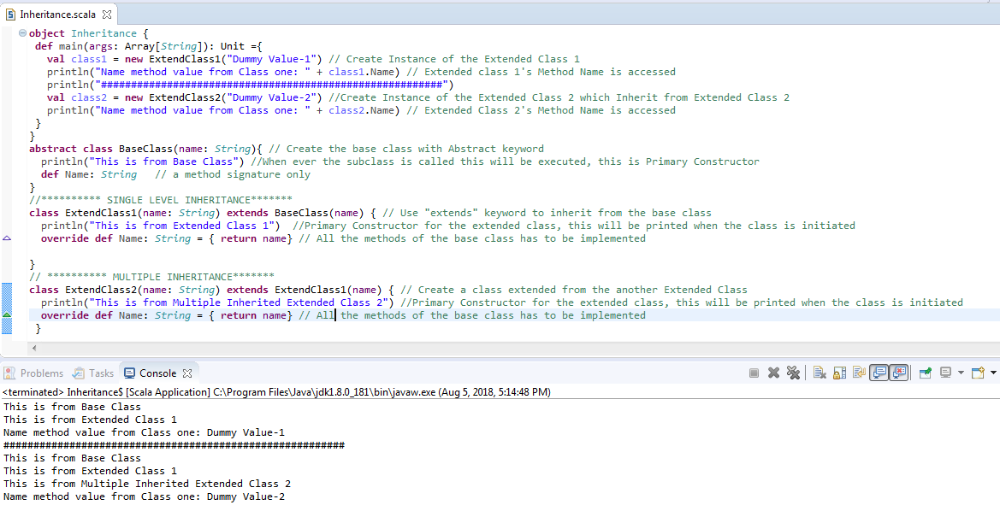 Inheritance.scala
object Inheritance {
def main(args: Array[String]): Unit ={
val class1 = new ExtendClass1("Dummy Value-1") // Create Instance of the Extended Class 1
println("Name method value from Class one: " + class1.Name) // Extended class 1's Method Name is accessed
println("#########################################################")
val class2 = new ExtendClass2("Dummy Value-2") //Create Instance of the Extended Class 2 which Inherit from Extended Class 2
println("Name method value from Class one: " + class2.Name) // Extended Class 2's Method Name is accessed
}
}
abstract class BaseClass(name: String){ // Create the base class with Abstract keyword
println("This is from Base Class") //When ever the subclass is called this will be executed, this is Primary Constructor
def Name: String // a method signature only
}
//********** SINGLE LEVEL INHERITANCE*******
class ExtendClass1(name: String) extends BaseClass(name) { // Use "extends" keyword to inherit from the base class
println("This is from Extended Class 1") //Primary Constructor for the extended class, this will be printed when the class is initiated
override def Name: String = { return name} // All the methods of the base class has to be implemented
}
// ********** MULTIPLE INHERITANCE*******
class ExtendClass2(name: String) extends ExtendClass1(name) { // Create a class extended from the another Extended Class
println("This is from Multiple Inherited Extended Class 2") //Primary Constructor for the extended class, this will be printed when the class is initiated
override def Name: String = { return name} // All the methods of the base class has to be implemented
}
Problems Tasks Console
<terminated> Inheritance$ [Scala Application] C:\Program Files\Java\jdk1.8.0_181\bin\javaw.exe (Aug 5, 2018, 5:14:48 PM)
This is from Base Class
This is from Extended Class 1
Name method value from Class one: Dummy Value-1
#########################################################
This is from Base Class
This is from Extended Class 1
This is from Multiple Inherited Extended Class 2
Name method value from Class one: Dummy Value-2